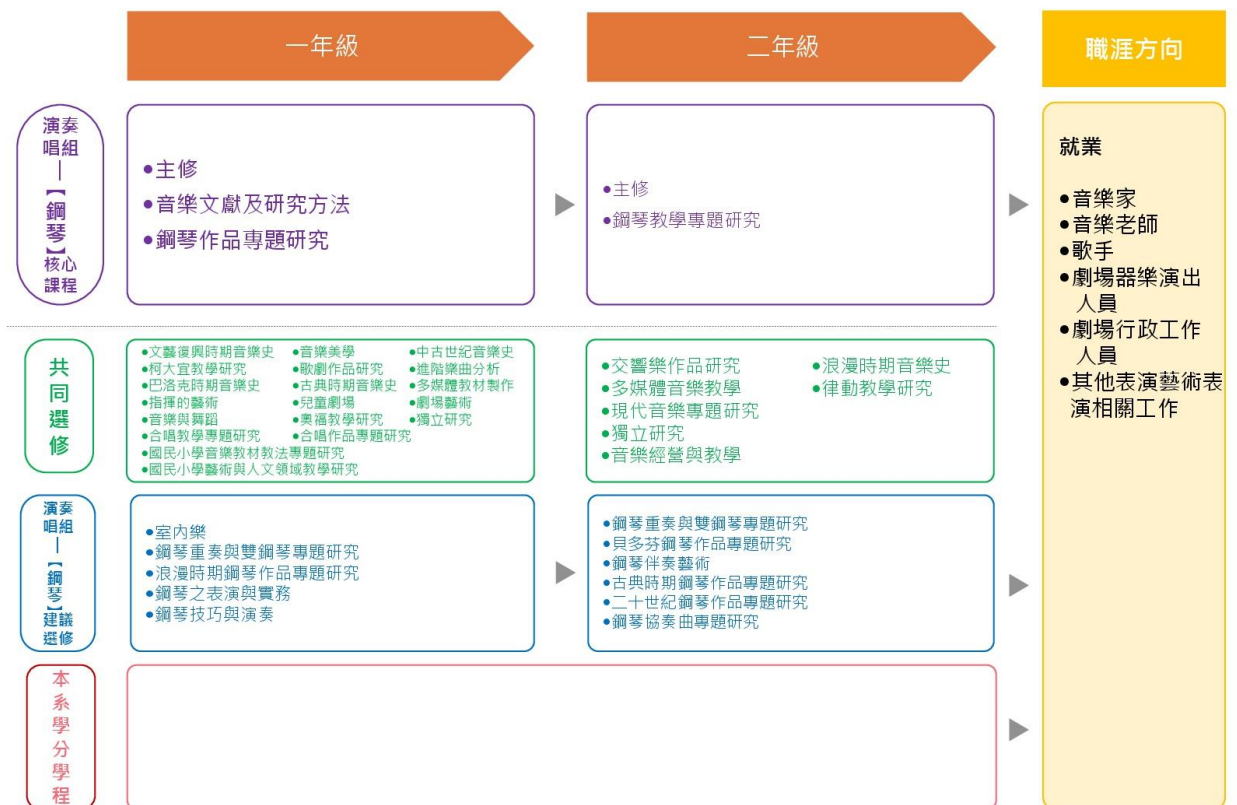 一年級
二年級
職涯方向
演奏
唱組
—
【
鋼
琴
】
核心
課程
●主修
●音樂文獻及研究方法
●鋼琴作品專題研究
●主修
●鋼琴教學專題研究
就業
●音樂家
●音樂老師
●歌手
●劇場器樂演出
人員
●劇場行政工作
人員
●其他表演藝術表
演相關工作
共
同
選
修
●文藝復興時期音樂史 ●音樂美學 ●中古世紀音樂史
●柯大宜教學研究 ●歌劇作品研究 ●進階樂曲分析
●巴洛克時期音樂史 ●古典時期音樂史 ●多媒體教材製作
●指揮的藝術 ●兒童劇場 ●劇場藝術
●音樂與舞蹈 ●奧福教學研究 ●獨立研究
●合唱教學專題研究 ●合唱作品專題研究
●國民小學音樂教材教法專題研究
●國民小學藝術與人文領域教學研究
●交響樂作品研究 ●浪漫時期音樂史
●多媒體音樂教學 ●律動教學研究
●現代音樂專題研究
●獨立研究
●音樂經營與教學
演奏
唱組
—
【
鋼
琴
】
建議
選修
●室內樂
●鋼琴重奏與雙鋼琴專題研究
●浪漫時期鋼琴作品專題研究
●鋼琴之表演與實務
●鋼琴技巧與演奏
●鋼琴重奏與雙鋼琴專題研究
●貝多芬鋼琴作品專題研究
●鋼琴伴奏藝術
●古典時期鋼琴作品專題研究
●二十世紀鋼琴作品專題研究
●鋼琴協奏曲專題研究
本
系
學
分
學
程